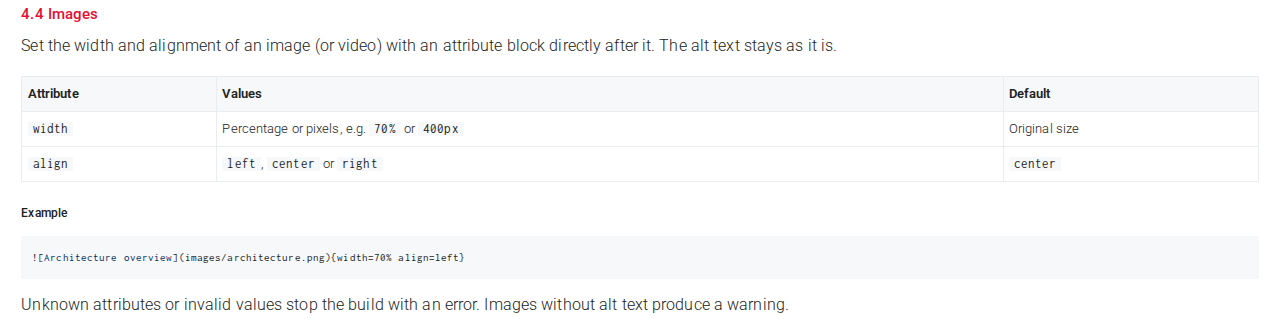 4.4 Images
Set the width and alignment of an image (or video) with an attribute block directly after it. The alt text stays as it is.
Attribute Values Default
width Percentage or pixels, e.g. 70% or 400px Original size
align left, center or right center
Example
![Architecture overview](images/architecture.png){width=70% align=left}
Unknown attributes or invalid values stop the build with an error. Images without alt text produce a warning.